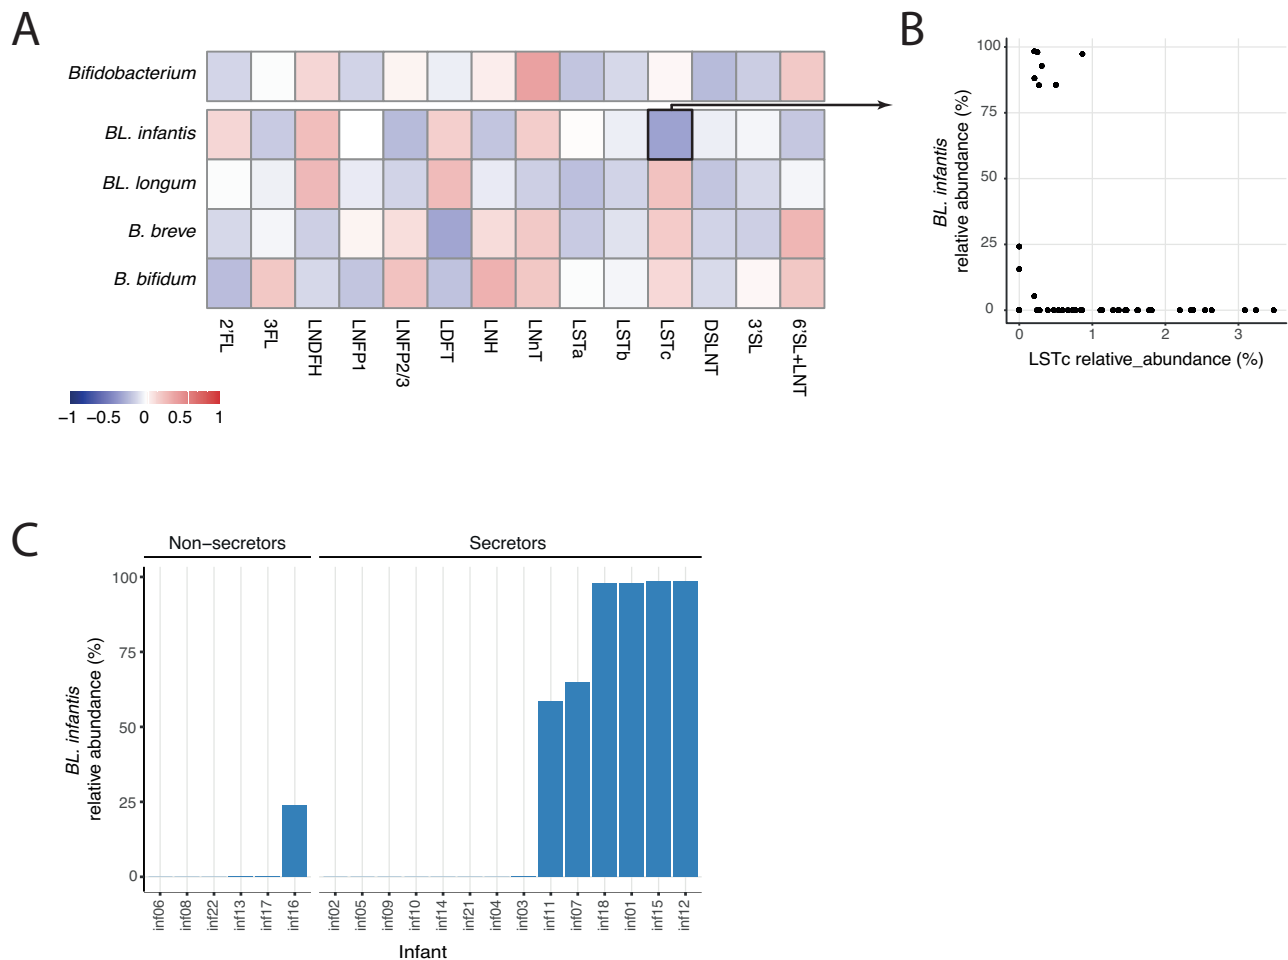 A
Bifidobacterium
BL. infantis
BL. longum
B. breve
B. bifidum
2'FL
3FL
LNDFH
LNFP1
LNFP2/3
LDFT
LNH
LNnT
LSTa
LSTb
LSTc
DSLNT
3'SL
6'SL+LNT
−1 −0.5 0 0.5 1
B
BL. infantis
relative abundance (%)
100
75
50
25
0
0 1 2 3
LSTc relative_abundance (%)
C
Non−secretors
Secretors
BL. infantis
relative abundance (%)
100
75
50
25
0
inf06
inf08
inf22
inf13
inf17
inf16
inf02
inf05
inf09
inf10
inf14
inf21
inf04
inf03
inf11
inf07
inf18
inf01
inf15
inf12
Infant